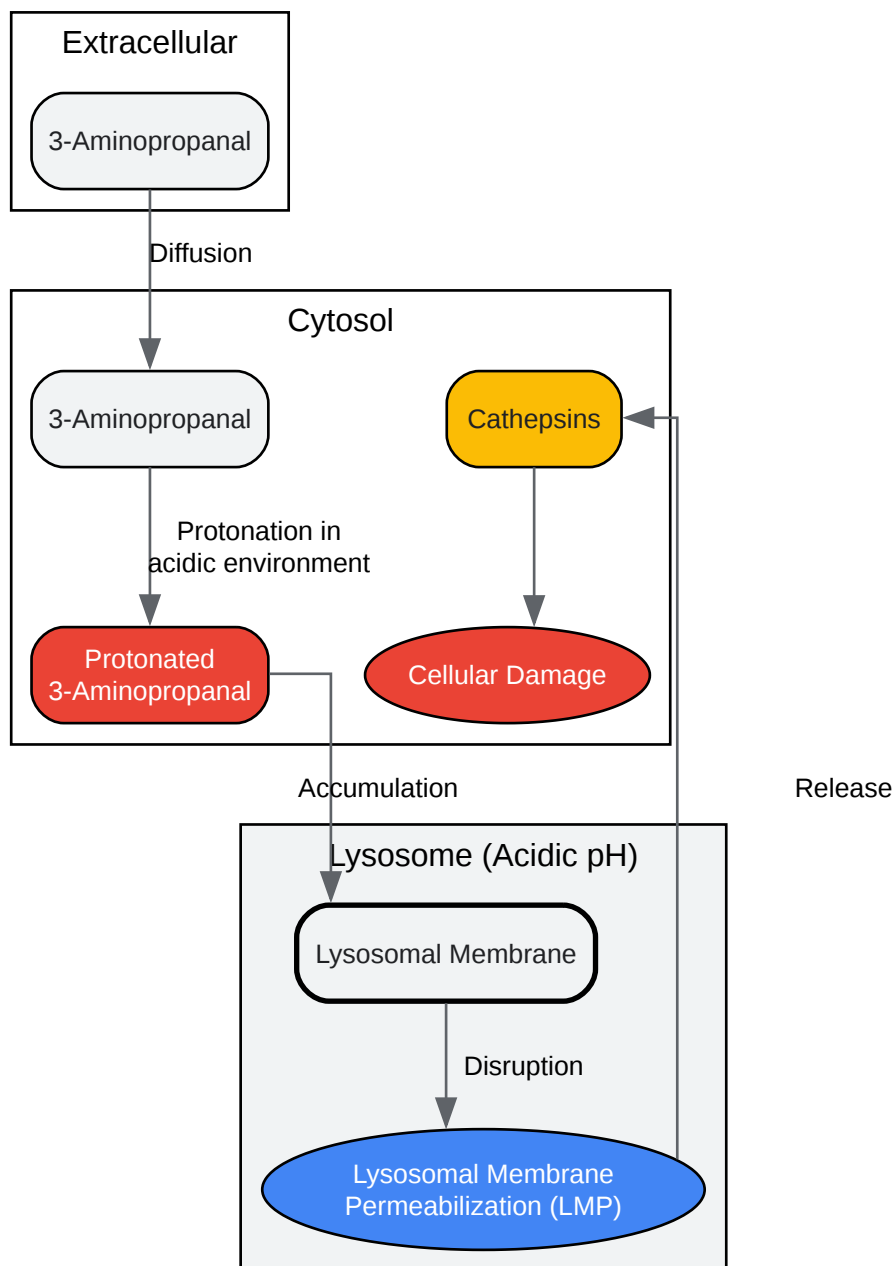 Extracellular
3-Aminopropanal
Diffusion
Cytosol
3-Aminopropanal
Cathepsins
Protonation in
acidic environment
Protonated
3-Aminopropanal
Cellular Damage
Accumulation
Release
Lysosome (Acidic pH)
Lysosomal Membrane
Disruption
Lysosomal Membrane
Permeabilization (LMP)